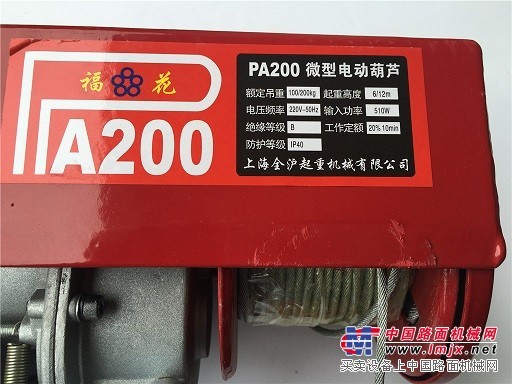 福 花
PA200
PA200 微型电动葫芦
额定吊重 100/200kg 起重高度 6/12m
电压频率 220V~50Hz 输入功率 510W
绝缘等级 B 工作定额 20% 10min
防护等级 IP40
上海全沪起重机械有限公司
中国路面机械网
www.lmjx.net
买卖设备上中国路面机械网